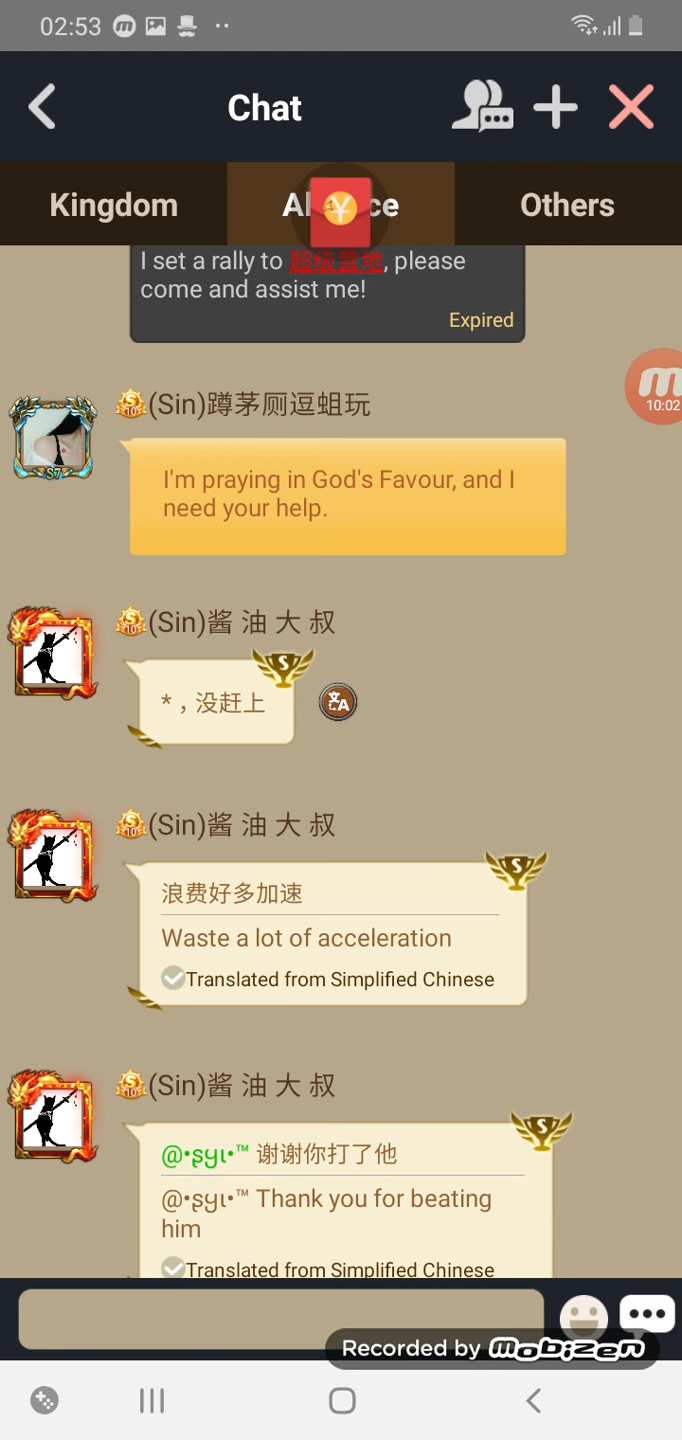 02:53
Chat
Kingdom
Others
I set a rally to 超级营地, please
come and assist me!
Expired
10:02
(Sin)蹲茅厕逗蛆玩
S7
I'm praying in God's Favour, and I
need your help.
(Sin)酱 油 大 叔
*，没赶上
(Sin)酱 油 大 叔
浪费好多加速
Waste a lot of acceleration
Translated from Simplified Chinese
(Sin)酱 油 大 叔
@•ʂყι•™ 谢谢你打了他
@•ʂყι•™ Thank you for beating
him
Translated from Simplified Chinese
Recorded by mobizen